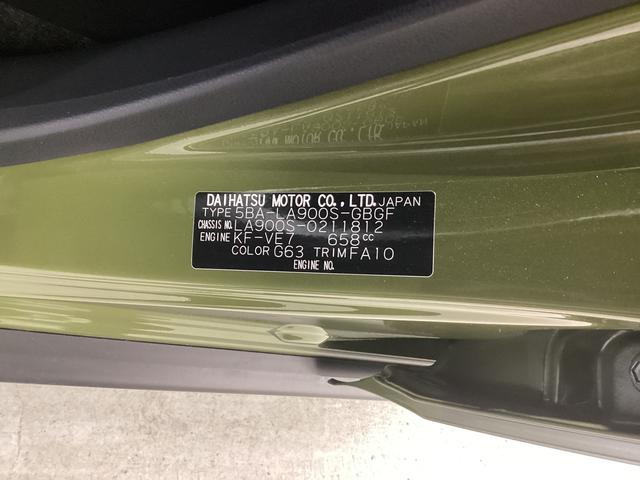 DAIHATSU MOTOR CO., LTD. JAPAN
TYPE 5BA-LA900S-GBGF
CHASSIS NO. LA900S-0211812
ENGINE KF-VE7 658cc
COLOR G63 TRIM FA10
ENGINE NO.